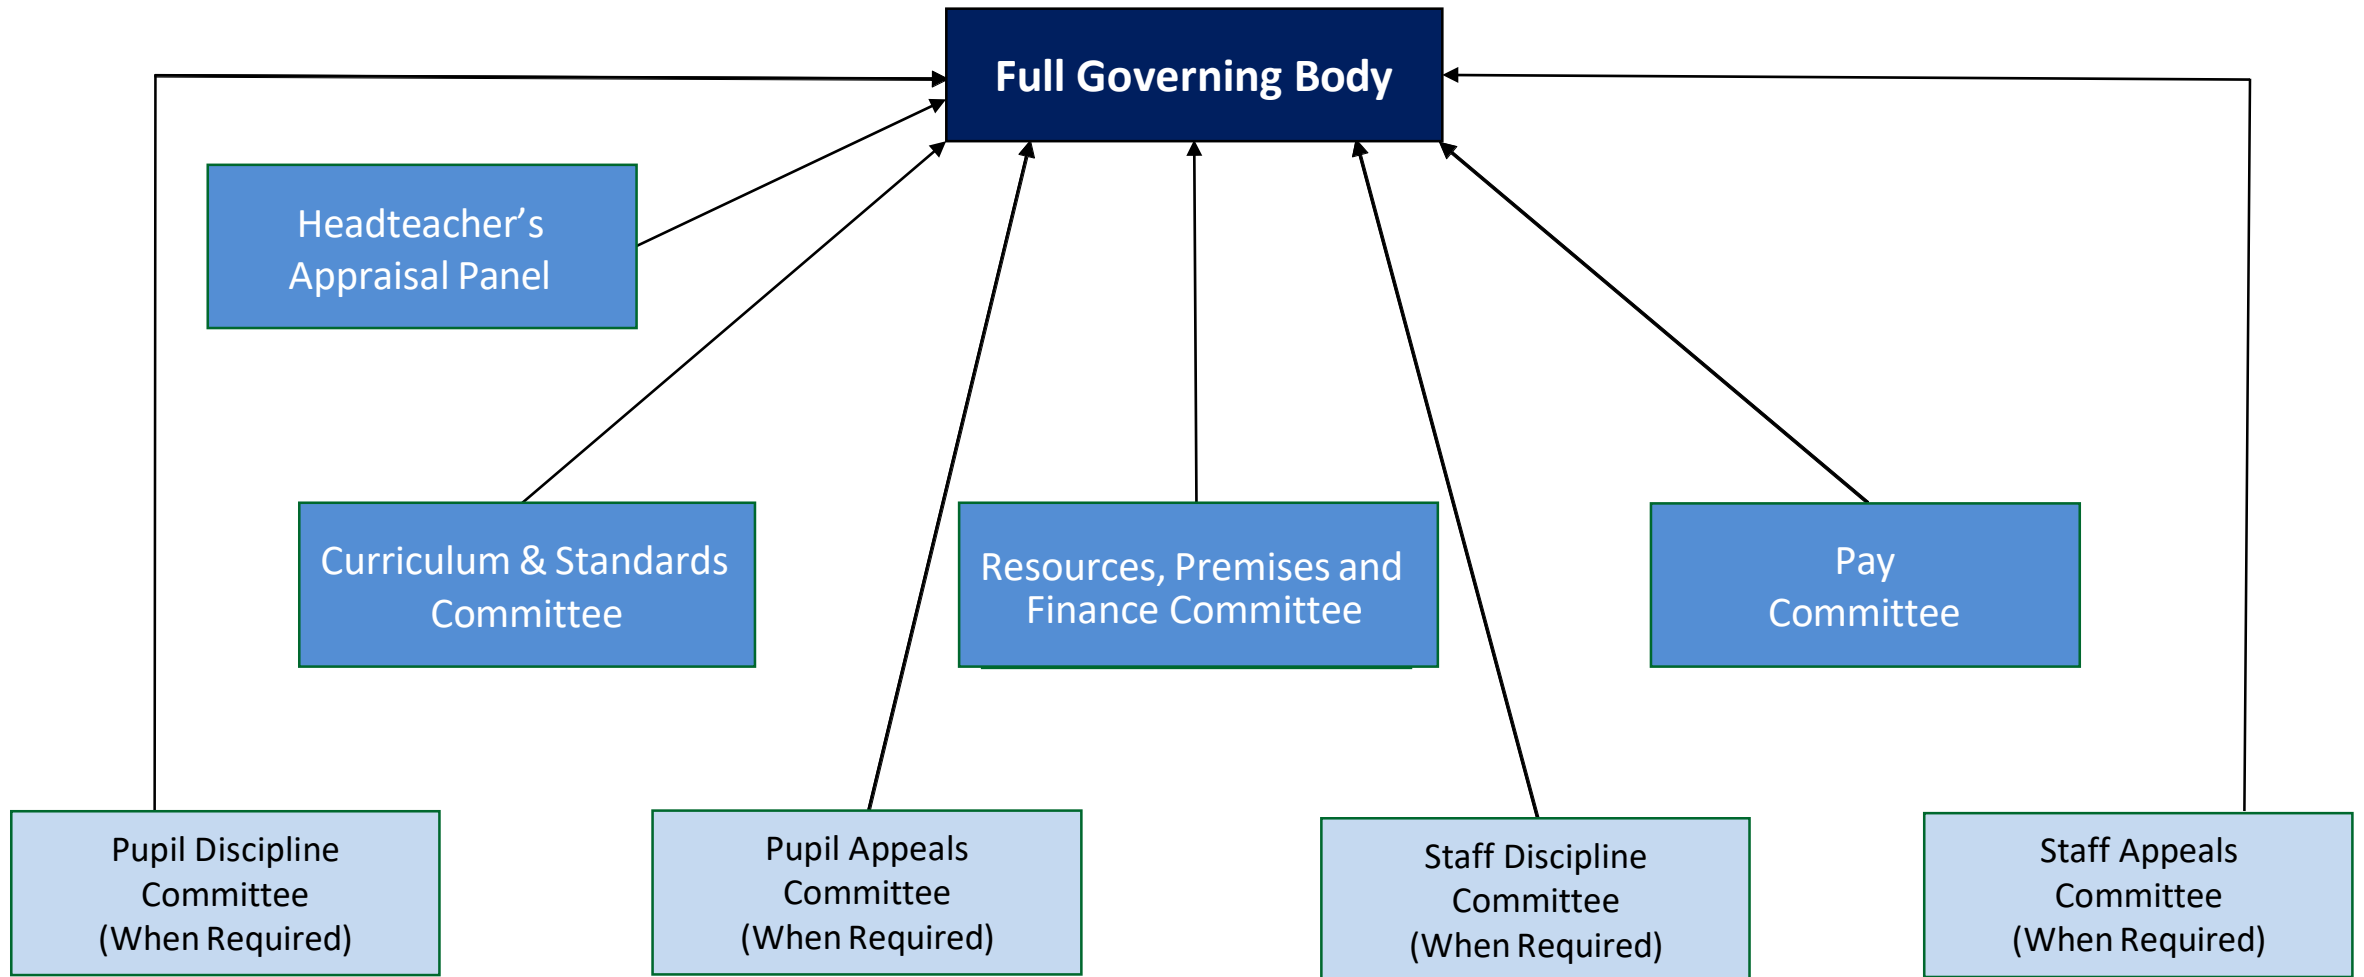 Full Governing Body
Headteacher’s
Appraisal Panel
Curriculum & Standards
Committee
Resources, Premises and
Finance Committee
Pay
Committee
Pupil Discipline
Committee
(When Required)
Pupil Appeals
Committee
(When Required)
Staff Discipline
Committee
(When Required)
Staff Appeals
Committee
(When Required)